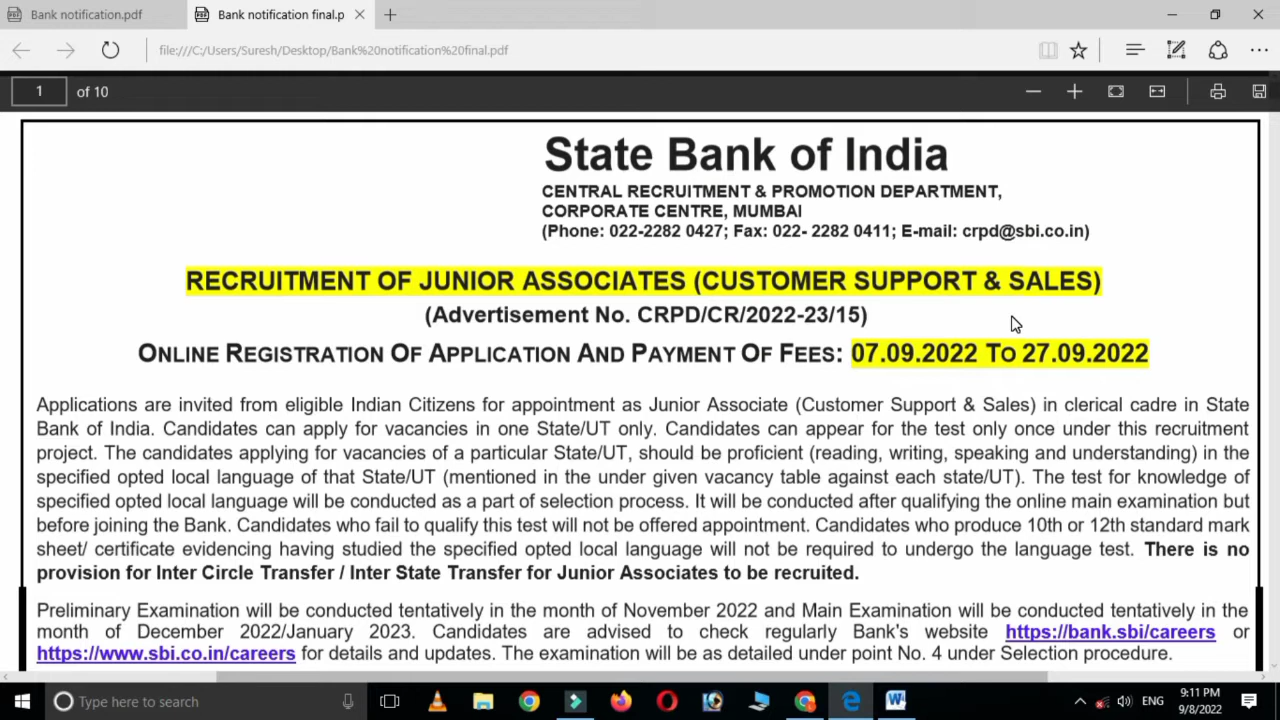 Bank notification.pdf
Bank notification final.p
file:///C:/Users/Suresh/Desktop/Bank%20notification%20final.pdf
1 of 10
State Bank of India
CENTRAL RECRUITMENT & PROMOTION DEPARTMENT,
CORPORATE CENTRE, MUMBAI
(Phone: 022-2282 0427; Fax: 022- 2282 0411; E-mail: crpd@sbi.co.in)
RECRUITMENT OF JUNIOR ASSOCIATES (CUSTOMER SUPPORT & SALES)
(Advertisement No. CRPD/CR/2022-23/15)
ONLINE REGISTRATION OF APPLICATION AND PAYMENT OF FEES: 07.09.2022 TO 27.09.2022
Applications are invited from eligible Indian Citizens for appointment as Junior Associate (Customer Support & Sales) in clerical cadre in State
Bank of India. Candidates can apply for vacancies in one State/UT only. Candidates can appear for the test only once under this recruitment
project. The candidates applying for vacancies of a particular State/UT, should be proficient (reading, writing, speaking and understanding) in the
specified opted local language of that State/UT (mentioned in the under given vacancy table against each state/UT). The test for knowledge of
specified opted local language will be conducted as a part of selection process. It will be conducted after qualifying the online main examination but
before joining the Bank. Candidates who fail to qualify this test will not be offered appointment. Candidates who produce 10th or 12th standard mark
sheet/ certificate evidencing having studied the specified opted local language will not be required to undergo the language test. There is no
provision for Inter Circle Transfer / Inter State Transfer for Junior Associates to be recruited.
Preliminary Examination will be conducted tentatively in the month of November 2022 and Main Examination will be conducted tentatively in the
month of December 2022/January 2023. Candidates are advised to check regularly Bank's website https://bank.sbi/careers or
https://www.sbi.co.in/careers for details and updates. The examination will be as detailed under point No. 4 under Selection procedure.
Type here to search
ENG
9:11 PM
9/8/2022